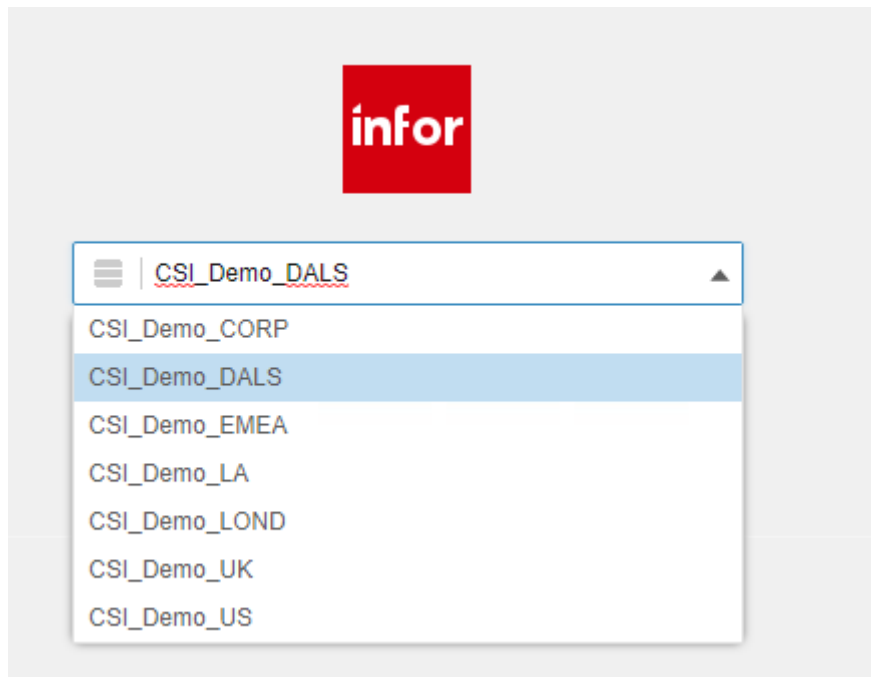 infor
CSI_Demo_DALS
CSI_Demo_CORP
CSI_Demo_DALS
CSI_Demo_EMEA
CSI_Demo_LA
CSI_Demo_LOND
CSI_Demo_UK
CSI_Demo_US